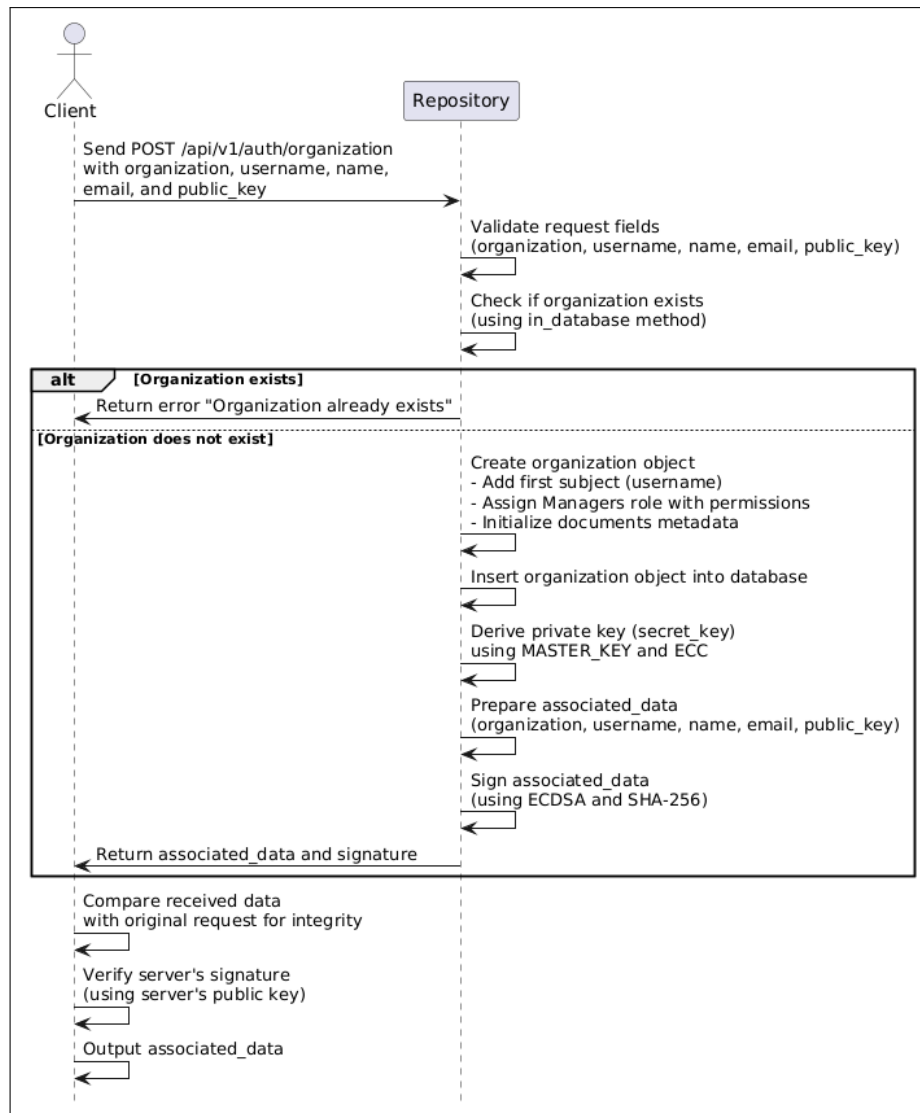 Client
Repository
Send POST /api/v1/auth/organization
with organization, username, name,
email, and public_key
Validate request fields
(organization, username, name, email, public_key)
Check if organization exists
(using in_database method)
alt [Organization exists]
Return error "Organization already exists"
[Organization does not exist]
Create organization object
- Add first subject (username)
- Assign Managers role with permissions
- Initialize documents metadata
Insert organization object into database
Derive private key (secret_key)
using MASTER_KEY and ECC
Prepare associated_data
(organization, username, name, email, public_key)
Sign associated_data
(using ECDSA and SHA-256)
Return associated_data and signature
Compare received data
with original request for integrity
Verify server's signature
(using server's public key)
Output associated_data